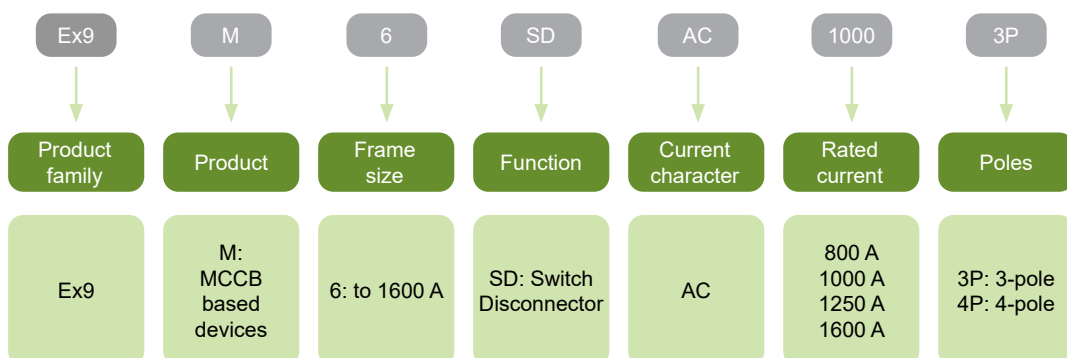 Ex9 M 6 SD AC 1000 3P
Product family
Product
Frame size
Function
Current character
Rated current
Poles
Ex9
M:
MCCB
based
devices
6: to 1600 A
SD: Switch
Disconnector
AC
800 A
1000 A
1250 A
1600 A
3P: 3-pole
4P: 4-pole